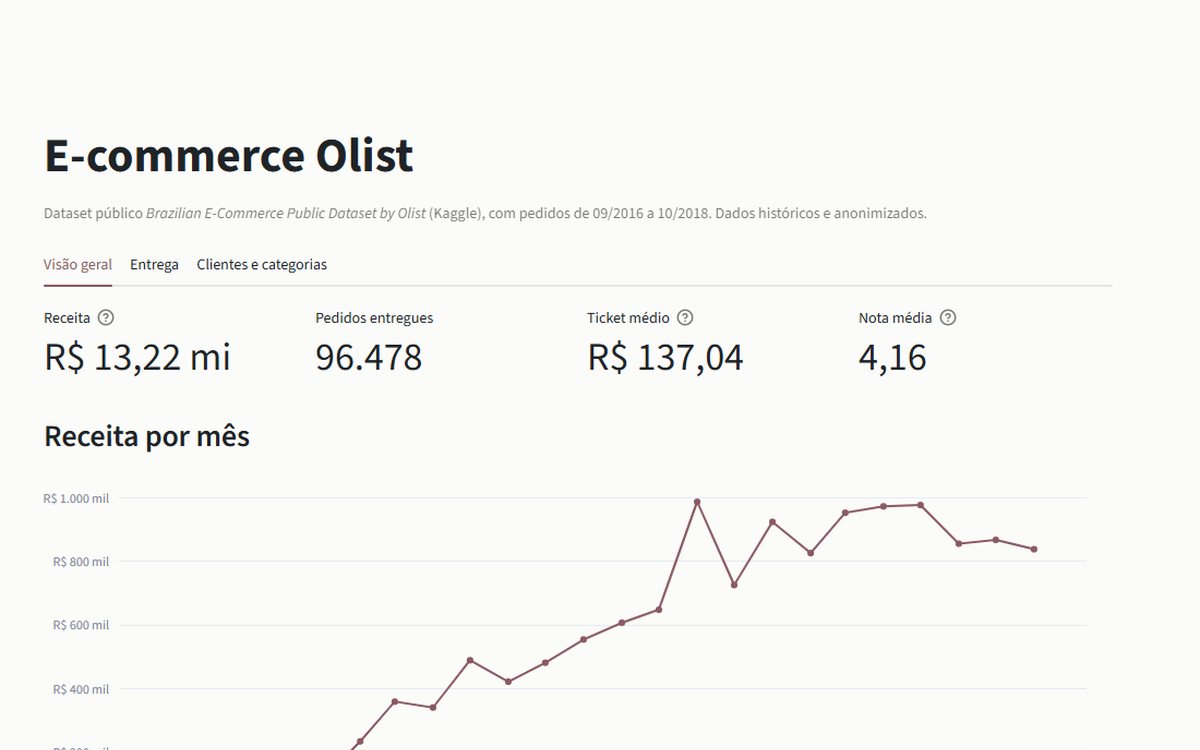 E-commerce Olist
Dataset público Brazilian E-Commerce Public Dataset by Olist (Kaggle), com pedidos de 09/2016 a 10/2018. Dados históricos e anonimizados.
Visão geral Entrega Clientes e categorias
Receita ? Pedidos entregues Ticket médio ? Nota média ?
R$ 13,22 mi 96.478 R$ 137,04 4,16
Receita por mês
R$ 1.000 mil
R$ 800 mil
R$ 600 mil
R$ 400 mil